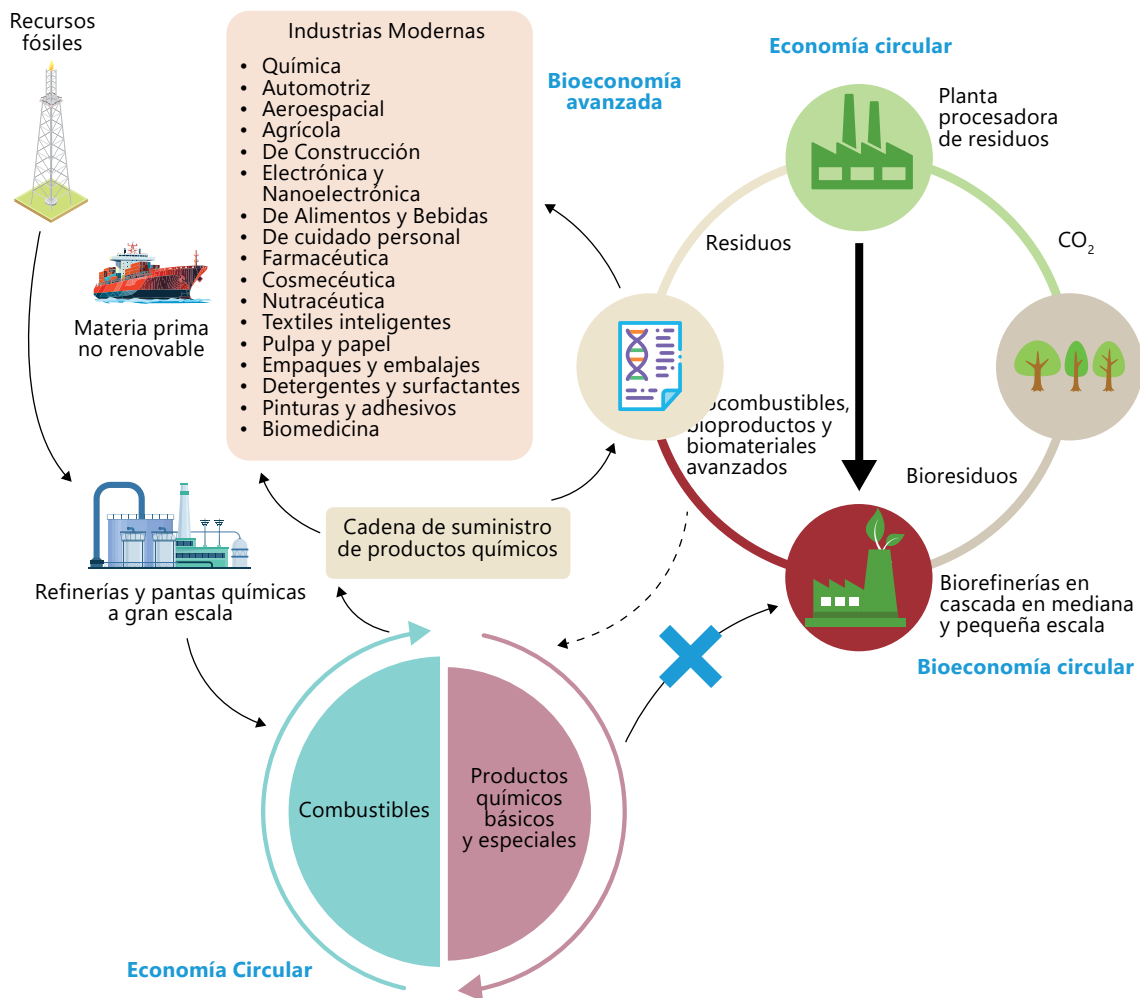 Recursos
fósiles
Industrias Modernas
• Química
• Automotriz
• Aeroespacial
• Agrícola
• De Construcción
• Electrónica y
Nanoelectrónica
• De Alimentos y Bebidas
• De cuidado personal
• Farmacéutica
• Cosmecéutica
• Nutracéutica
• Textiles inteligentes
• Pulpa y papel
• Empaques y embalajes
• Detergentes y surfactantes
• Pinturas y adhesivos
• Biomedicina
Bioeconomía
avanzada
Economía circular
Planta
procesadora
de residuos
Residuos
CO₂
Materia prima
no renovable
ocombustibles,
bioproductos y
biomateriales
avanzados
Bioresiduos
Cadena de suministro
de productos químicos
Refinerías y pantas químicas
a gran escala
Biorefinerías en
cascada en mediana
y pequeña escala
Bioeconomía circular
Combustibles
Productos
químicos
básicos
y especiales
Economía Circular